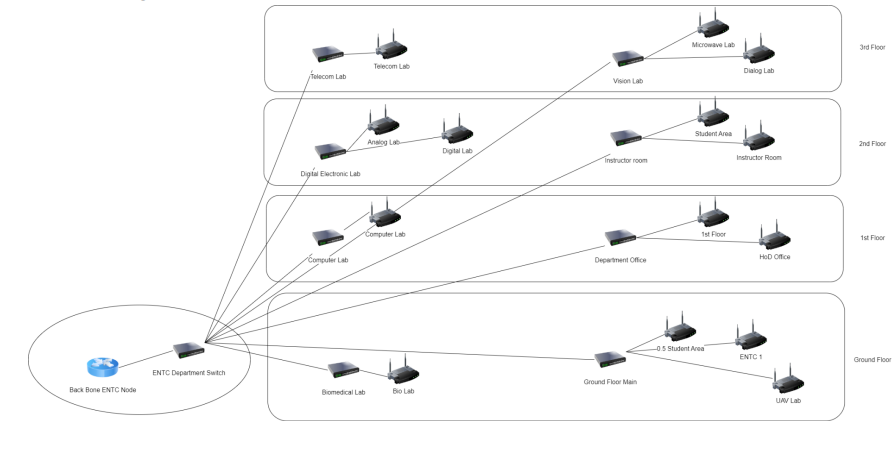 Microwave Lab
3rd Floor
Telecom Lab
Dialog Lab
Telecom Lab
Vision Lab
Student Area
Analog Lab
Digital Lab
2nd Floor
Instructor room
Instructor Room
Digital Electronic Lab
Computer Lab
1st Floor
1st Floor
HoD Office
Computer Lab
Department Office
0.5 Student Area
ENTC 1
Ground Floor
ENTC Department Switch
Ground Floor Main
Back Bone ENTC Node
Biomedical Lab
Bio Lab
UAV Lab